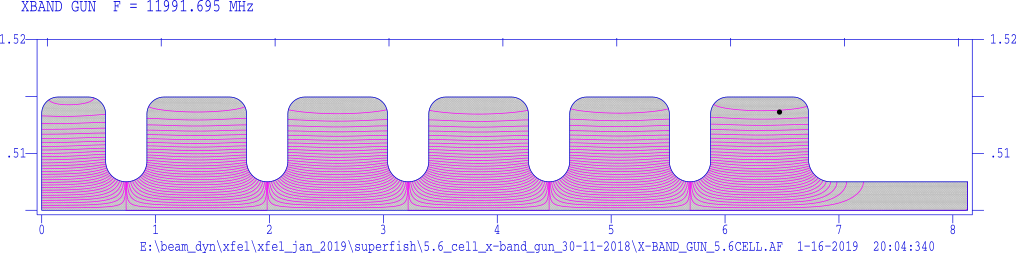 XBAND GUN F = 11991.695 MHz
1.52 1.52
.51 .51
0 1 2 3 4 5 6 7 8
E:\beam_dyn\xfel\xfel_jan_2019\superfish\5.6_cell_x-band_gun_30-11-2018\X-BAND_GUN_5.6CELL.AF 1-16-2019 20:04:340